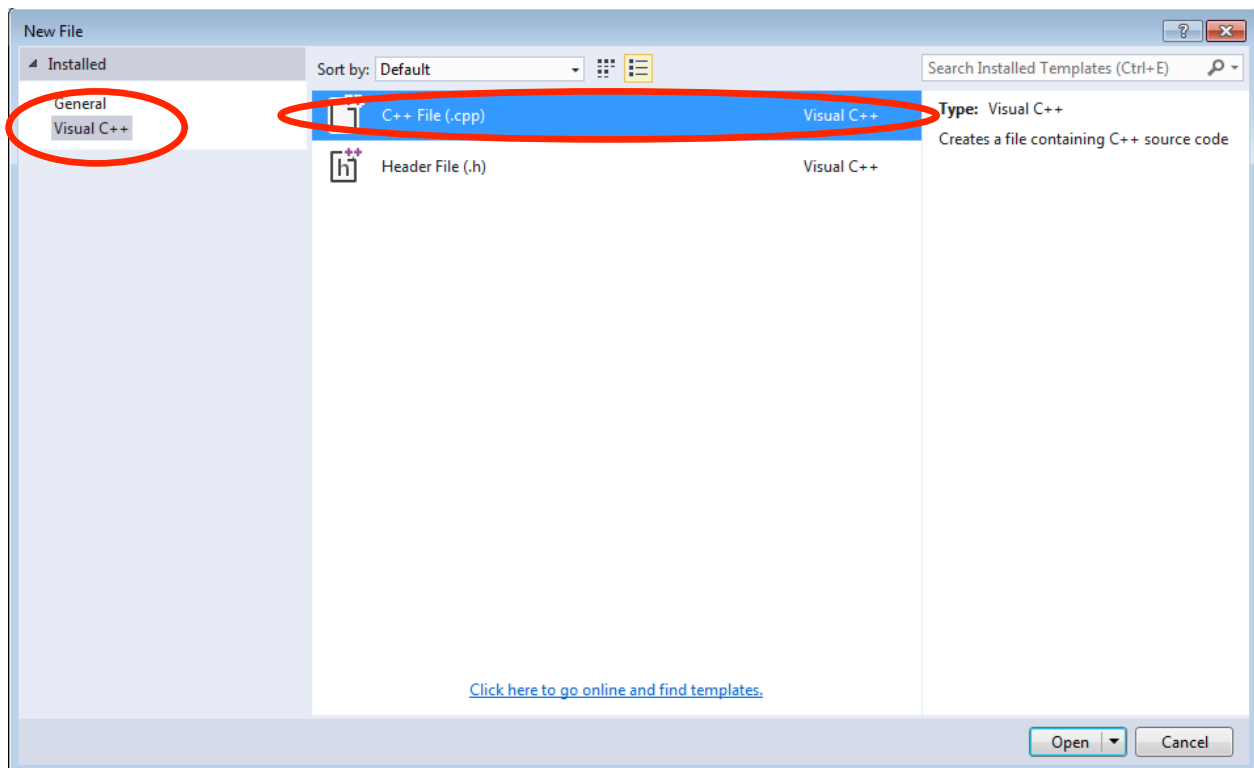 New File
Installed
Sort by: Default
Search Installed Templates (Ctrl+E)
General
Visual C++
C++ File (.cpp) Visual C++
Header File (.h) Visual C++
Type: Visual C++
Creates a file containing C++ source code
Click here to go online and find templates.
Open
Cancel